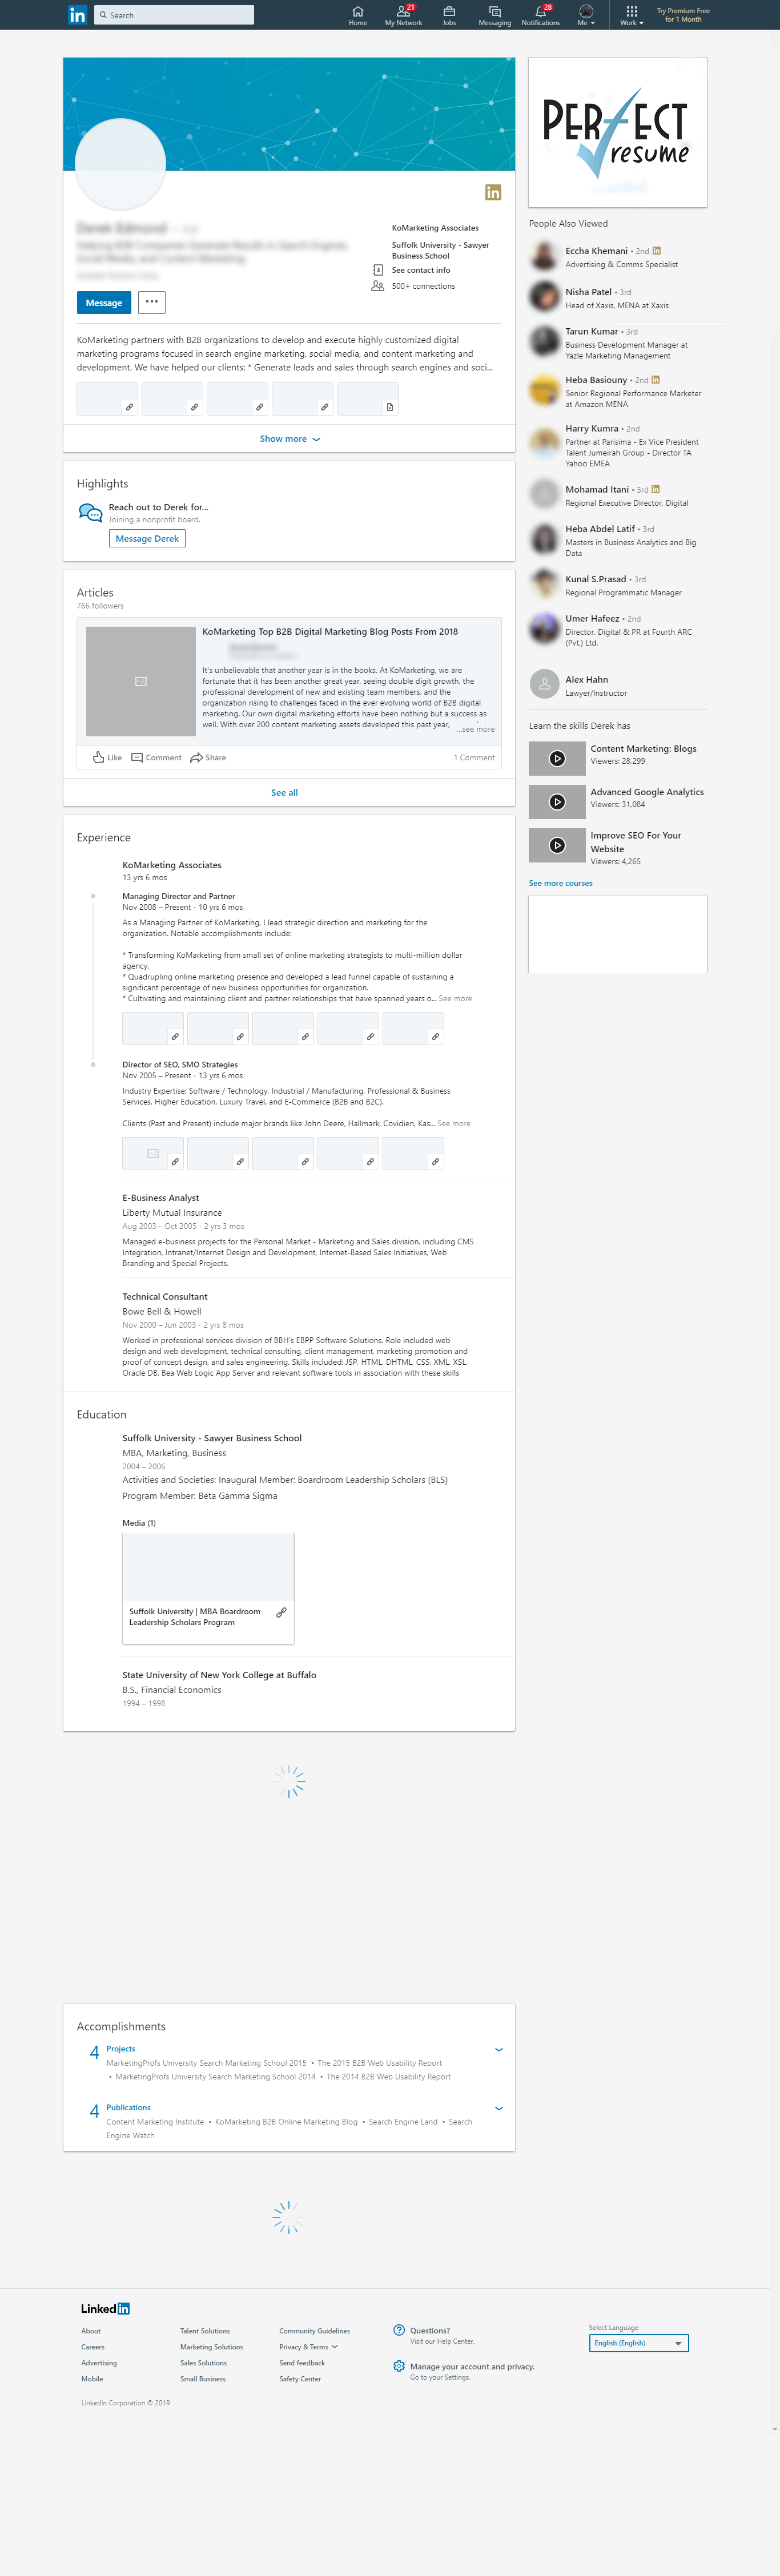 in
Search
21
28
Home
My Network
Jobs
Messaging
Notifications
Me
Work
Try Premium Free
for 1 Month
in
KoMarketing Associates
Suffolk University - Sawyer
Business School
See contact info
500+ connections
Message
KoMarketing partners with B2B organizations to develop and execute highly customized digital
marketing programs focused in search engine marketing, social media, and content marketing and
development. We have helped our clients: * Generate leads and sales through search engines and soci...
Show more
Highlights
Reach out to Derek for...
Joining a nonprofit board.
Message Derek
Articles
766 followers
KoMarketing Top B2B Digital Marketing Blog Posts From 2018
It's unbelievable that another year is in the books. At KoMarketing, we are
fortunate that it has been another great year, seeing double digit growth, the
professional development of new and existing team members, and the
organization rising to challenges faced in the ever evolving world of B2B digital
marketing. Our own digital marketing efforts have been nothing but a success as
well. With over 200 content marketing assets developed this past year,
...see more
Like
Comment
Share
1 Comment
See all
Experience
KoMarketing Associates
13 yrs 6 mos
Managing Director and Partner
Nov 2008 – Present · 10 yrs 6 mos
As a Managing Partner of KoMarketing, I lead strategic direction and marketing for the
organization. Notable accomplishments include:
* Transforming KoMarketing from small set of online marketing strategists to multi-million dollar
agency.
* Quadrupling online marketing presence and developed a lead funnel capable of sustaining a
significant percentage of new business opportunities for organization.
* Cultivating and maintaining client and partner relationships that have spanned years o... See more
Director of SEO, SMO Strategies
Nov 2005 – Present · 13 yrs 6 mos
Industry Expertise: Software / Technology, Industrial / Manufacturing, Professional & Business
Services, Higher Education, Luxury Travel, and E-Commerce (B2B and B2C).
Clients (Past and Present) include major brands like John Deere, Hallmark, Covidien, Kas... See more
E-Business Analyst
Liberty Mutual Insurance
Aug 2003 – Oct 2005 · 2 yrs 3 mos
Managed e-business projects for the Personal Market - Marketing and Sales division, including CMS
Integration, Intranet/Internet Design and Development, Internet-Based Sales Initiatives, Web
Branding and Special Projects.
Technical Consultant
Bowe Bell & Howell
Nov 2000 – Jun 2003 · 2 yrs 8 mos
Worked in professional services division of BBH's EBPP Software Solutions. Role included web
design and web development, technical consulting, client management, marketing promotion and
proof of concept design, and sales engineering. Skills included: JSP, HTML, DHTML, CSS, XML, XSL,
Oracle DB, Bea Web Logic App Server and relevant software tools in association with these skills
Education
Suffolk University - Sawyer Business School
MBA, Marketing, Business
2004 – 2006
Activities and Societies: Inaugural Member: Boardroom Leadership Scholars (BLS)
Program Member: Beta Gamma Sigma
Media (1)
Suffolk University | MBA Boardroom
Leadership Scholars Program
State University of New York College at Buffalo
B.S., Financial Economics
1994 – 1998
Accomplishments
4
Projects
MarketingProfs University Search Marketing School 2015 • The 2015 B2B Web Usability Report
• MarketingProfs University Search Marketing School 2014 • The 2014 B2B Web Usability Report
4
Publications
Content Marketing Institute • KoMarketing B2B Online Marketing Blog • Search Engine Land • Search
Engine Watch
PERFECT
resume
People Also Viewed
Eccha Khemani • 2nd in
Advertising & Comms Specialist
Nisha Patel • 3rd
Head of Xaxis, MENA at Xaxis
Tarun Kumar • 3rd
Business Development Manager at
Yazle Marketing Management
Heba Basiouny • 2nd in
Senior Regional Performance Marketer
at Amazon MENA
Harry Kumra • 2nd
Partner at Parisima - Ex Vice President
Talent Jumeirah Group - Director TA
Yahoo EMEA
Mohamad Itani • 3rd in
Regional Executive Director, Digital
Heba Abdel Latif • 3rd
Masters in Business Analytics and Big
Data
Kunal S.Prasad • 3rd
Regional Programmatic Manager
Umer Hafeez • 2nd
Director, Digital & PR at Fourth ARC
(Pvt.) Ltd.
Alex Hahn
Lawyer/Instructor
Learn the skills Derek has
Content Marketing: Blogs
Viewers: 28,299
Advanced Google Analytics
Viewers: 31,084
Improve SEO For Your
Website
Viewers: 4,265
See more courses
Linked in
About
Talent Solutions
Community Guidelines
Careers
Marketing Solutions
Privacy & Terms
Advertising
Sales Solutions
Send feedback
Mobile
Small Business
Safety Center
Questions?
Visit our Help Center.
Manage your account and privacy.
Go to your Settings.
Select Language
English (English)
LinkedIn Corporation © 2019